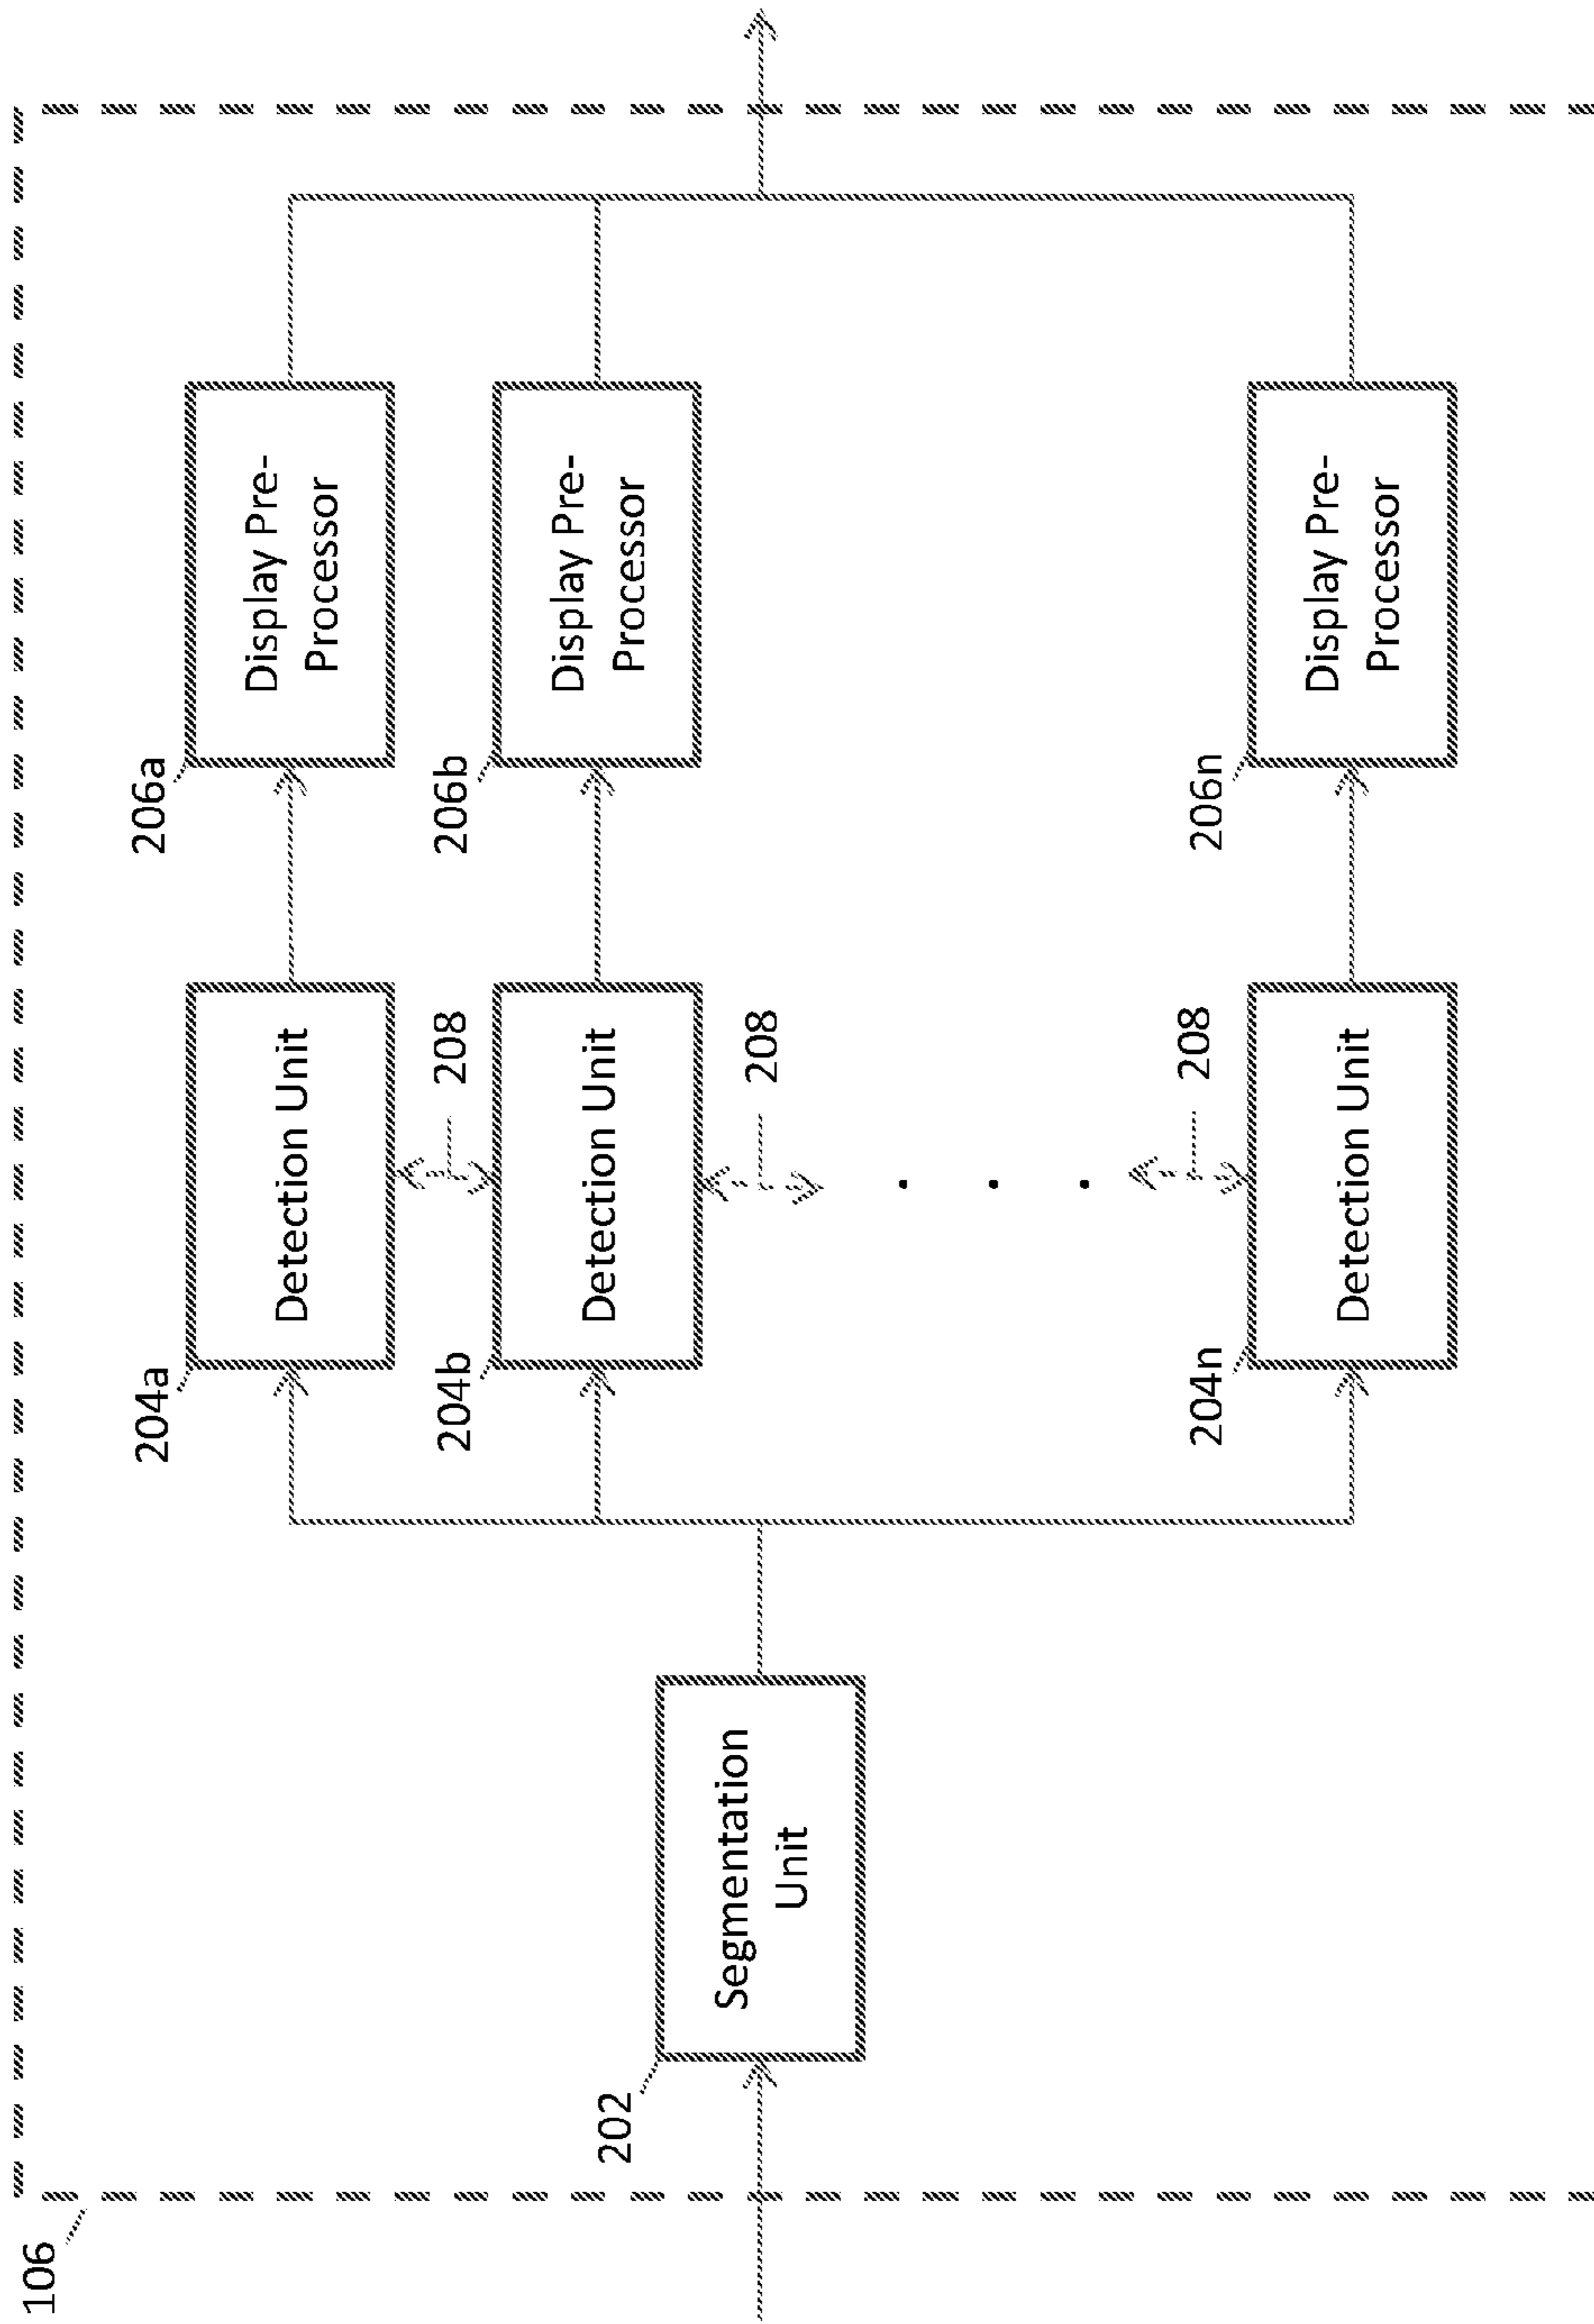 106
202
Segmentation
Unit
204a
Detection Unit
208
204b
Detection Unit
208
204n
Detection Unit
208
206a
Display Pre-
Processor
206b
Display Pre-
Processor
206n
Display Pre-
Processor